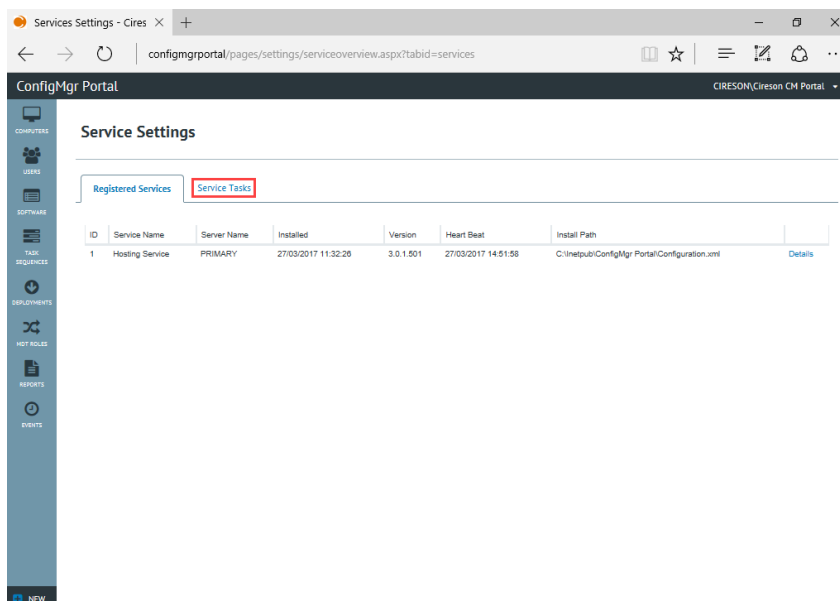 Services Settings - Cires
configmgrportal/pages/settings/serviceoverview.aspx?tabid=services
ConfigMgr Portal
CIRESON\Cireson CM Portal
COMPUTERS
USERS
SOFTWARE
TASK
SEQUENCES
DEPLOYMENTS
MDT ROLES
REPORTS
EVENTS
NEW
Service Settings
Registered Services Service Tasks
ID Service Name Server Name Installed Version Heart Beat Install Path
1 Hosting Service PRIMARY 27/03/2017 11:32:26 3.0.1.501 27/03/2017 14:51:58 C:\Inetpub\ConfigMgr Portal\Configuration.xml Details